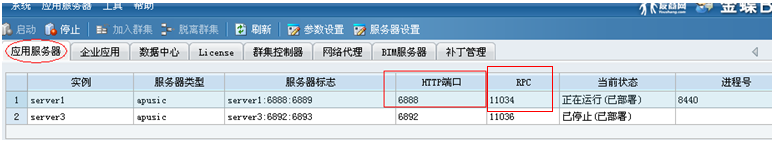 系统 应用服务器 工具 帮助
金蝶B
启动 停止 加入群集 脱离群集 刷新 参数设置 服务器设置
应用服务器 企业应用 数据中心 License 群集控制器 网络代理 BIM服务器 补丁管理
实例 服务器类型 服务器标志 HTTP端口 RPC 当前状态 进程号
1 server1 apusic server1:6888:6889 6888 11034 正在运行(已部署) 8440
2 server3 apusic server3:6892:6893 6892 11036 已停止(已部署)